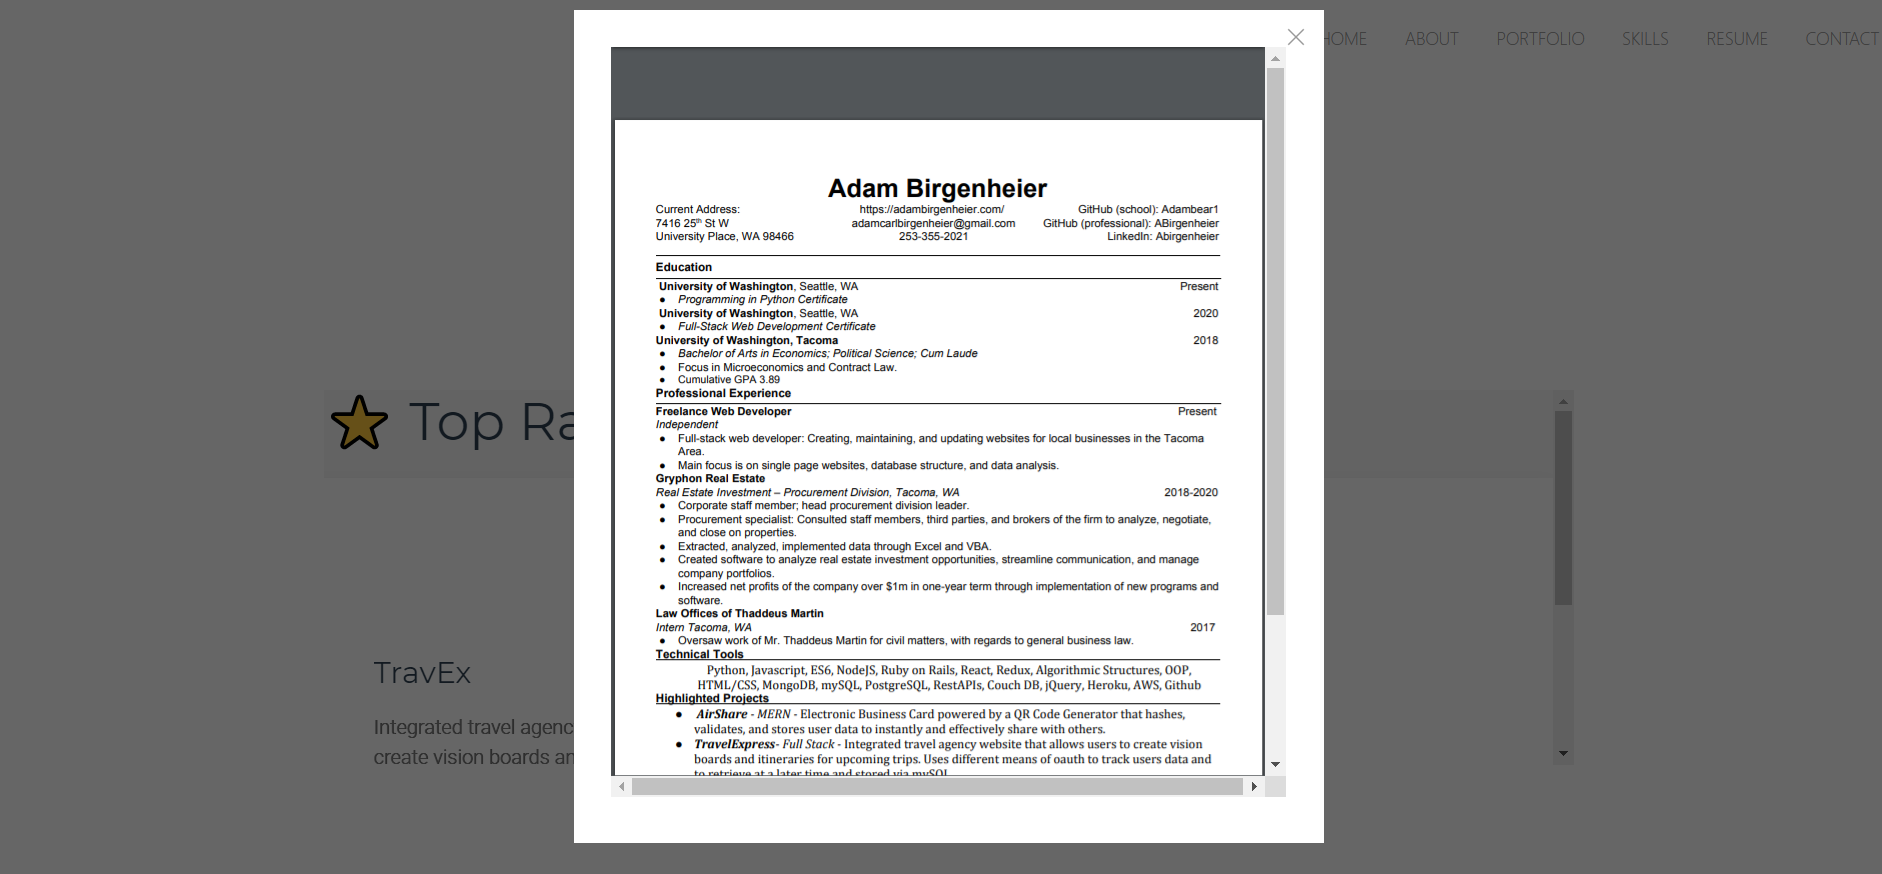 HOME ABOUT PORTFOLIO SKILLS RESUME CONTACT
Adam Birgenheier
Current Address: https://adambirgenheier.com/ GitHub (school): Adambear1
7416 25th St W adamcarlbirgenheier@gmail.com GitHub (professional): ABirgenheier
University Place, WA 98466 253-355-2021 LinkedIn: Abirgenheier
Education
University of Washington, Seattle, WA Present
● Programming in Python Certificate
University of Washington, Seattle, WA 2020
● Full-Stack Web Development Certificate
University of Washington, Tacoma 2018
● Bachelor of Arts in Economics; Political Science; Cum Laude
● Focus in Microeconomics and Contract Law.
● Cumulative GPA 3.89
Professional Experience
Freelance Web Developer Present
Independent
● Full-stack web developer: Creating, maintaining, and updating websites for local businesses in the Tacoma
Area.
● Main focus is on single page websites, database structure, and data analysis.
Gryphon Real Estate
Real Estate Investment – Procurement Division, Tacoma, WA 2018-2020
● Corporate staff member; head procurement division leader.
● Procurement specialist: Consulted staff members, third parties, and brokers of the firm to analyze, negotiate,
and close on properties.
● Extracted, analyzed, implemented data through Excel and VBA.
● Created software to analyze real estate investment opportunities, streamline communication, and manage
company portfolios.
● Increased net profits of the company over $1m in one-year term through implementation of new programs and
software.
Law Offices of Thaddeus Martin
Intern Tacoma, WA 2017
● Oversaw work of Mr. Thaddeus Martin for civil matters, with regards to general business law.
Technical Tools
Python, Javascript, ES6, NodeJS, Ruby on Rails, React, Redux, Algorithmic Structures, OOP,
HTML/CSS, MongoDB, mySQL, PostgreSQL, RestAPIs, Couch DB, jQuery, Heroku, AWS, Github
Highlighted Projects
● AirShare - MERN - Electronic Business Card powered by a QR Code Generator that hashes,
validates, and stores user data to instantly and effectively share with others.
● TravelExpress- Full Stack - Integrated travel agency website that allows users to create vision
boards and itineraries for upcoming trips. Uses different means of oauth to track users data and
to retrieve at a later time and stored via mySQL
Top Ra
TravEx
Integrated travel agenc
create vision boards an